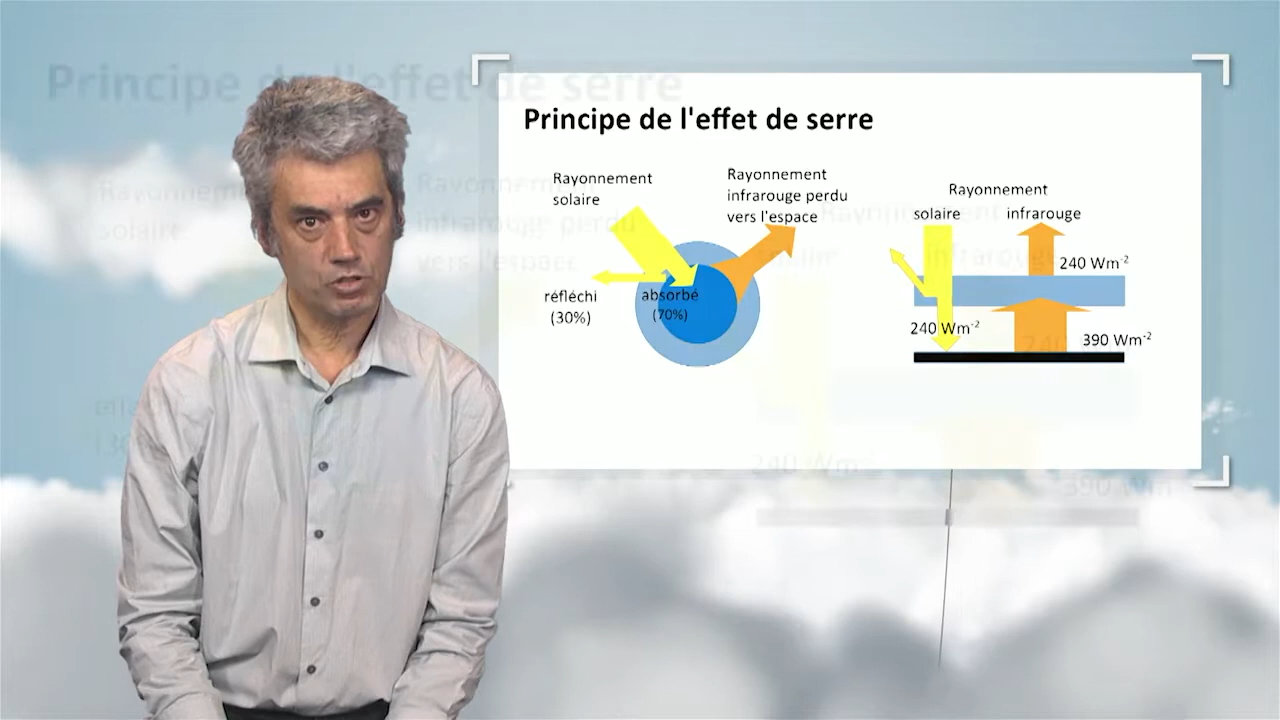 Principe de l'effet de serre
Rayonnement
solaire
Rayonnement
infrarouge perdu
vers l'espace
réfléchi
(30%)
absorbé
(70%)
Rayonnement
solaire infrarouge
240 Wm-2
240 Wm-2
390 Wm-2